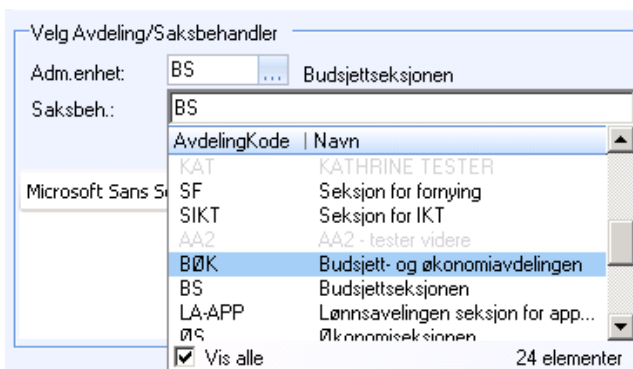 Velg Avdeling/Saksbehandler
Adm.enhet: BS ... Budsjettseksjonen
Saksbeh.: BS
AvdelingKode Navn
KAT KATHRINE TESTER
Microsoft Sans Se
SF Seksjon for fornying
SIKT Seksjon for IKT
AA2 AA2 - tester videre
BØK Budsjett- og økonomiavdelingen
BS Budsjettseksjonen
LA-APP Lønnsavelingen seksjon for app...
ØS Økonomiseksjonen
Vis alle 24 elementer